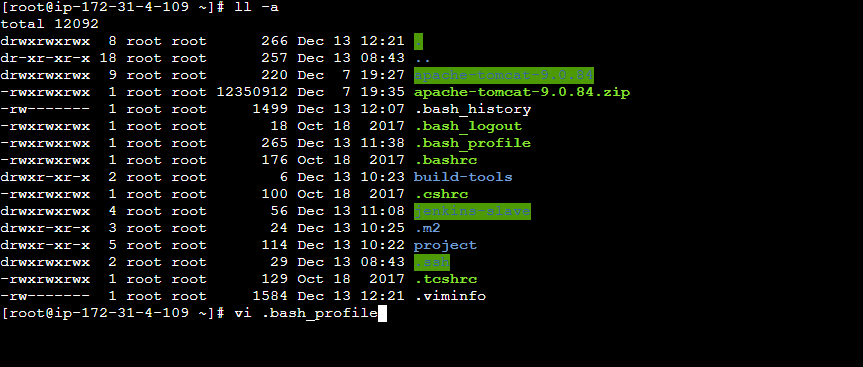 [root@ip-172-31-4-109 ~]# ll -a
total 12092
drwxrwxrwx  8 root root      266 Dec 13 12:21 .
dr-xr-xr-x 18 root root      257 Dec 13 08:43 ..
drwxrwxrwx  9 root root      220 Dec  7 19:27 apache-tomcat-9.0.84
-rwxrwxrwx  1 root root 12350912 Dec  7 19:35 apache-tomcat-9.0.84.zip
-rw-------  1 root root     1499 Dec 13 12:07 .bash_history
-rwxrwxrwx  1 root root       18 Oct 18  2017 .bash_logout
-rwxrwxrwx  1 root root      265 Dec 13 11:38 .bash_profile
-rwxrwxrwx  1 root root      176 Oct 18  2017 .bashrc
drwxr-xr-x  2 root root        6 Dec 13 10:23 build-tools
-rwxrwxrwx  1 root root      100 Oct 18  2017 .cshrc
drwxrwxrwx  4 root root       56 Dec 13 11:08 jenkins-slave
drwxr-xr-x  3 root root       24 Dec 13 10:25 .m2
drwxr-xr-x  5 root root      114 Dec 13 10:22 project
drwxrwxrwx  2 root root       29 Dec 13 08:43 .ssh
-rwxrwxrwx  1 root root      129 Oct 18  2017 .tcshrc
-rw-------  1 root root     1584 Dec 13 12:21 .viminfo
[root@ip-172-31-4-109 ~]# vi .bash_profile